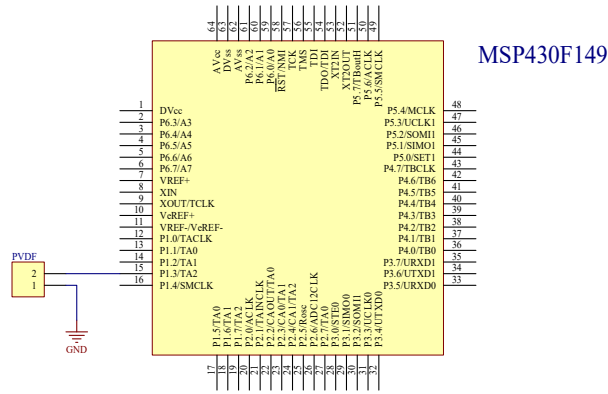 64 63 62 61 60 59 58 57 56 55 54 53 52 51 50 49
AVcc DVss AVss P6.2/A2 P6.1/A1 P6.0/A0 RST/NMI TCK TMS TDI TDO/TDI XT2IN XT2OUT P5.7/TBoutH P5.6/ACLK P5.5/SMCLK
MSP430F149
1 DVcc P5.4/MCLK 48
2 P6.3/A3 P5.3/UCLK1 47
3 P6.4/A4 P5.2/SOMI1 46
4 P6.5/A5 P5.1/SIMO1 45
5 P6.6/A6 P5.0/SET1 44
6 P6.7/A7 P4.7/TBCLK 43
7 VREF+ P4.6/TB6 42
8 XIN P4.5/TB5 41
9 XOUT/TCLK P4.4/TB4 40
10 VeREF+ P4.3/TB3 39
11 VREF-/VeREF- P4.2/TB2 38
12 P1.0/TACLK P4.1/TB1 37
13 P1.1/TA0 P4.0/TB0 36
14 P1.2/TA1 P3.7/URXD1 35
15 P1.3/TA2 P3.6/UTXD1 34
16 P1.4/SMCLK P3.5/URXD0 33
PVDF
2
1
GND
P1.5/TA0 P1.6/TA1 P1.7/TA2 P2.0/ACLK P2.1/TAINCLK P2.2/CAOUT/TA0 P2.3/CA0/TA1 P2.4/CA1/TA2 P2.5/Rosc P2.6/ADC12CLK P2.7/TA0 P3.0/STE0 P3.1/SIMO0 P3.2/SOMI1 P3.3/UCLK0 P3.4/UTXD0
17 18 19 20 21 22 23 24 25 26 27 28 29 30 31 32